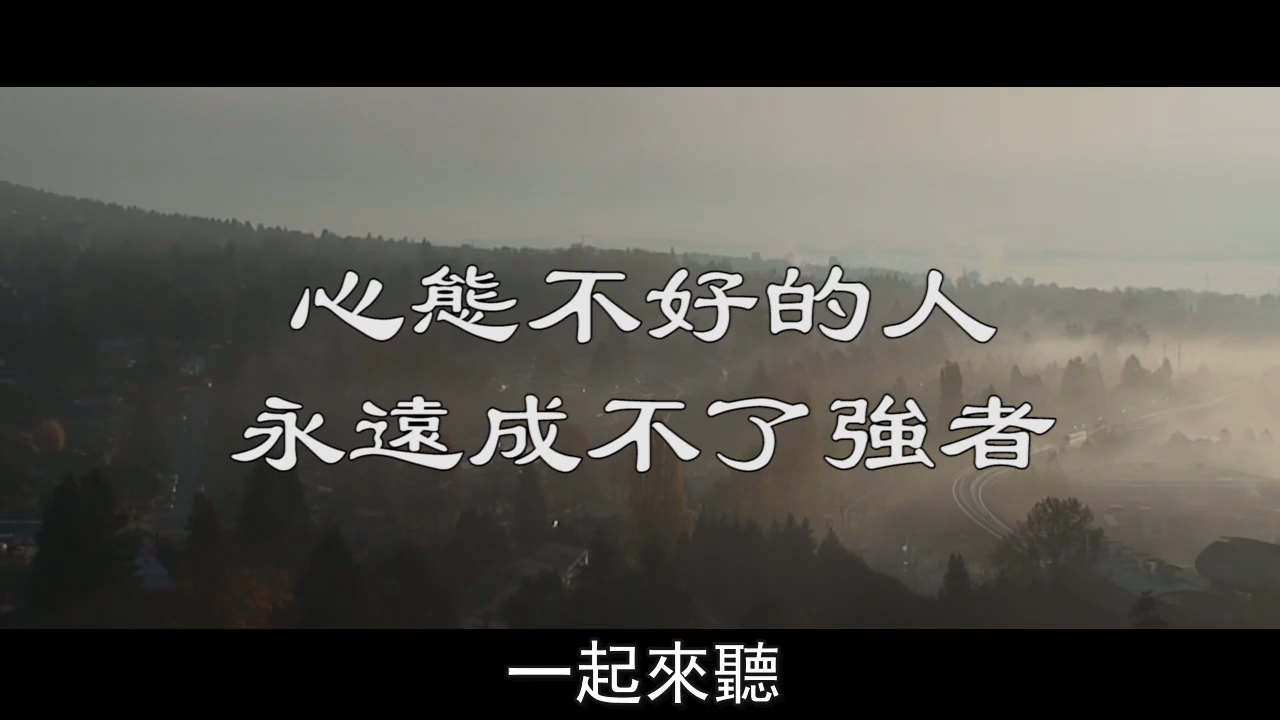 心態不好的人
永遠成不了強者
一起來聽